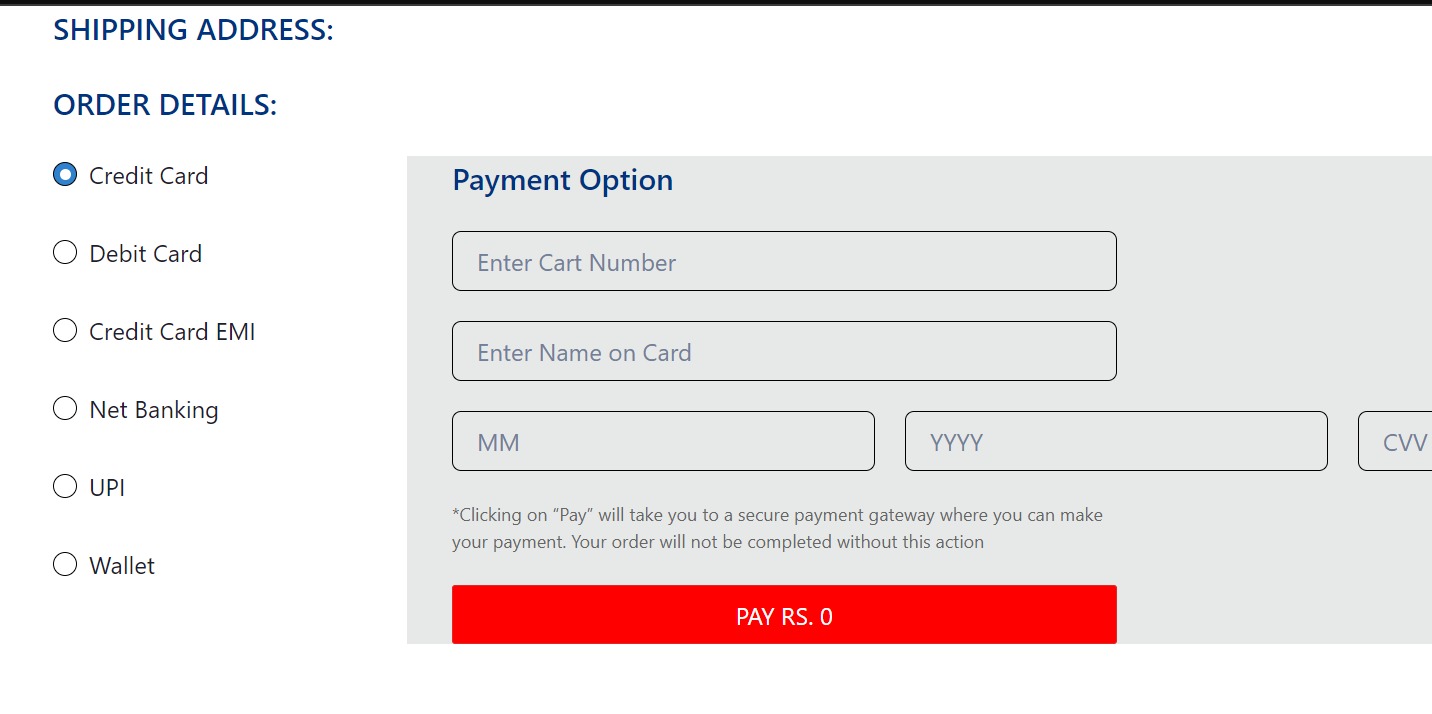 SHIPPING ADDRESS:
ORDER DETAILS:
Credit Card
Debit Card
Credit Card EMI
Net Banking
UPI
Wallet
Payment Option
Enter Cart Number
Enter Name on Card
MM YYYY CVV
*Clicking on “Pay” will take you to a secure payment gateway where you can make
your payment. Your order will not be completed without this action
PAY RS. 0